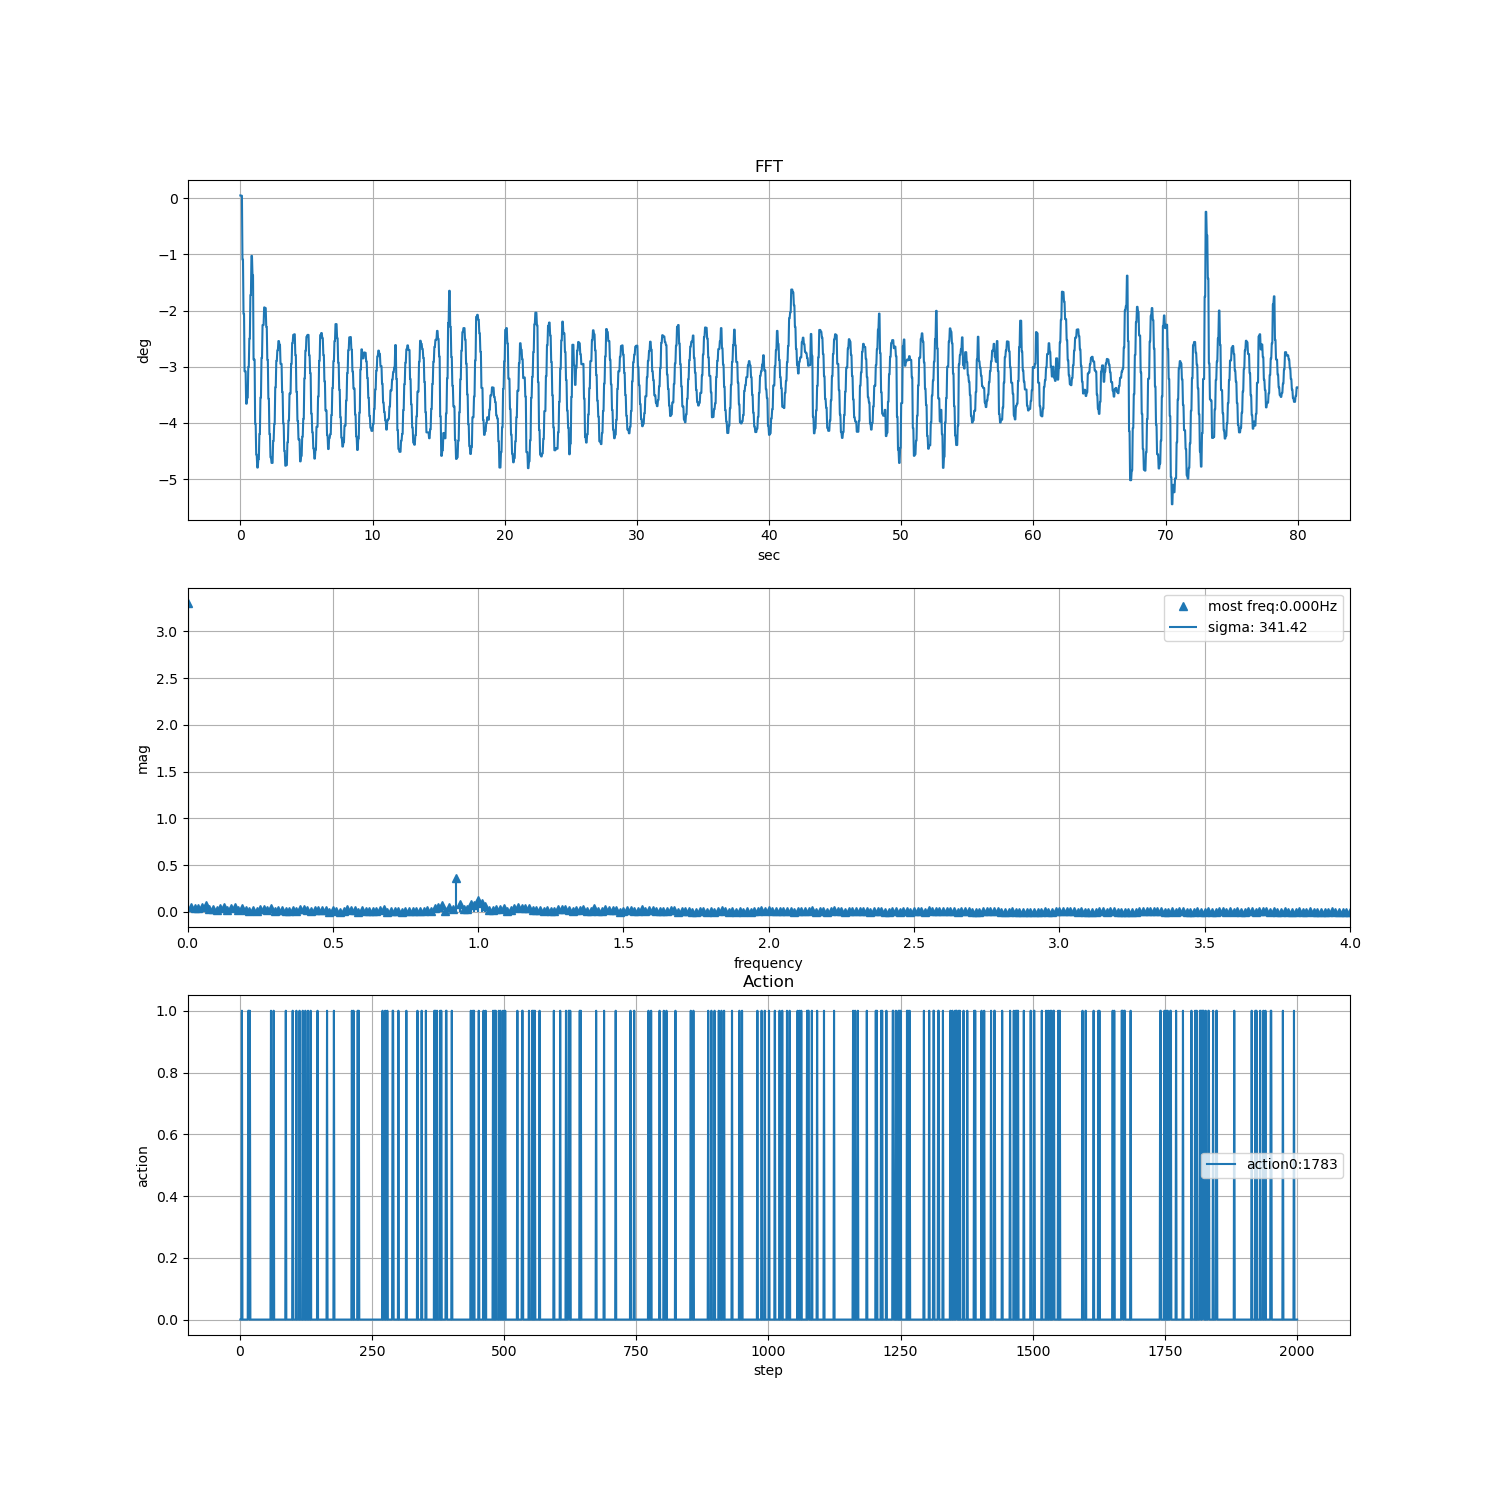 FFT
0
−1
−2
−3
−4
−5
deg
0 10 20 30 40 50 60 70 80
sec
most freq:0.000Hz
sigma: 341.42
3.0
2.5
2.0
1.5
1.0
0.5
0.0
mag
0.0 0.5 1.0 1.5 2.0 2.5 3.0 3.5 4.0
frequency
Action
1.0
0.8
0.6
0.4
0.2
0.0
action
action0:1783
0 250 500 750 1000 1250 1500 1750 2000
step